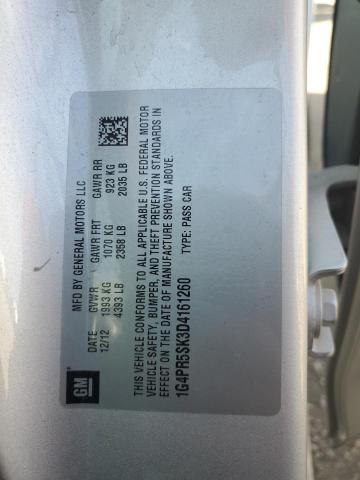 MFD BY GENERAL MOTORS LLC
DATE GVWR GAWR FRT GAWR RR
12/12 1993 KG 1070 KG 923 KG
4393 LB 2358 LB 2035 LB
THIS VEHICLE CONFORMS TO ALL APPLICABLE U.S. FEDERAL MOTOR
VEHICLE SAFETY, BUMPER, AND THEFT PREVENTION STANDARDS IN
EFFECT ON THE DATE OF MANUFACTURE SHOWN ABOVE.
1G4PR5SK3D4161260 TYPE: PASS CAR
GM